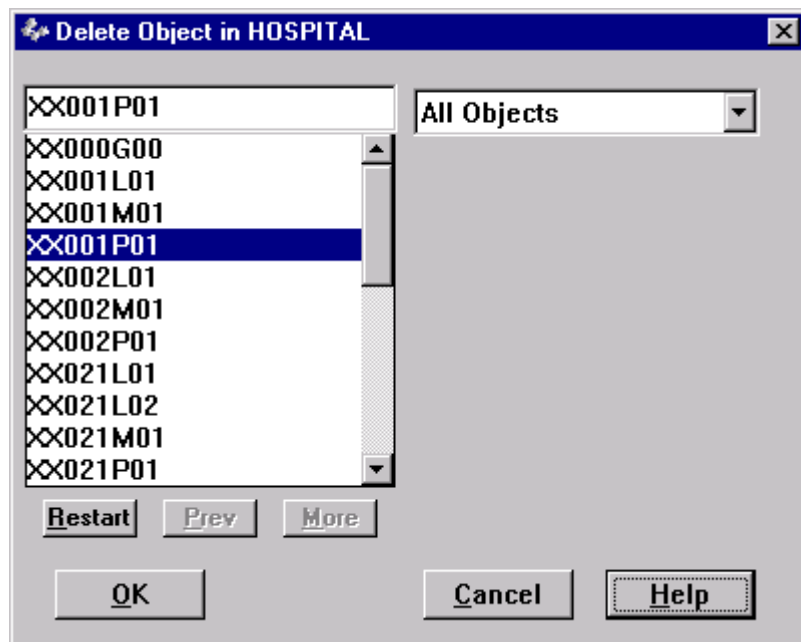 Delete Object in HOSPITAL
XX001P01
All Objects
XX000G00
XX001L01
XX001M01
XX001P01
XX002L01
XX002M01
XX002P01
XX021L01
XX021L02
XX021M01
XX021P01
Restart Prev More
OK Cancel Help